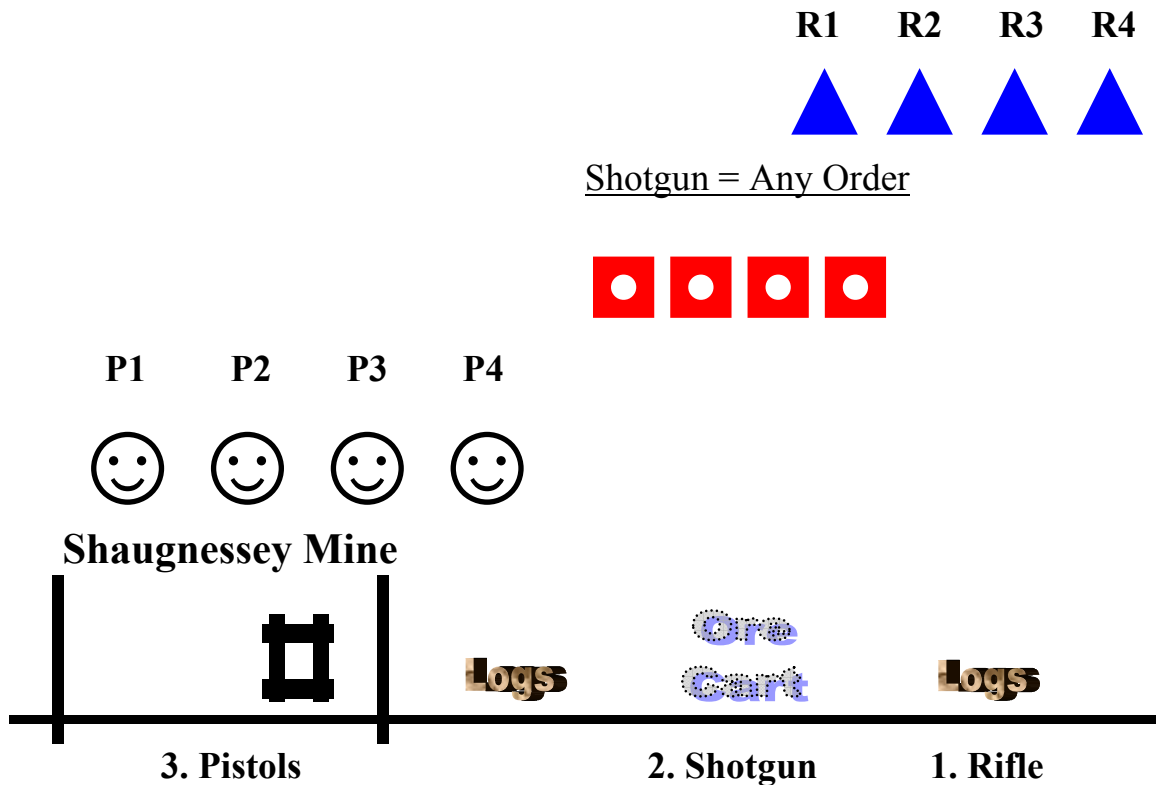 R1 R2 R3 R4
Shotgun = Any Order
P1 P2 P3 P4
Shaugnessey Mine
Ore
Logs Cart Logs
3. Pistols 2. Shotgun 1. Rifle